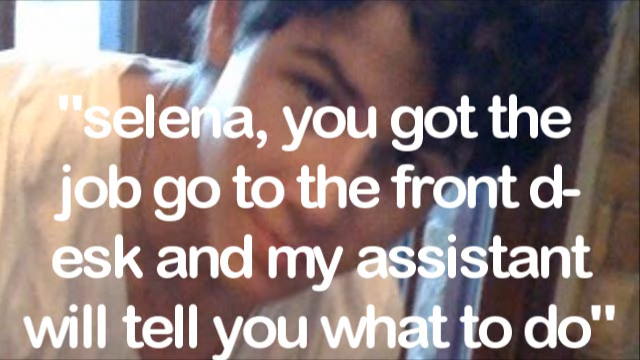 "selena, you got the
job go to the front d-
esk and my assistant
will tell you what to do"